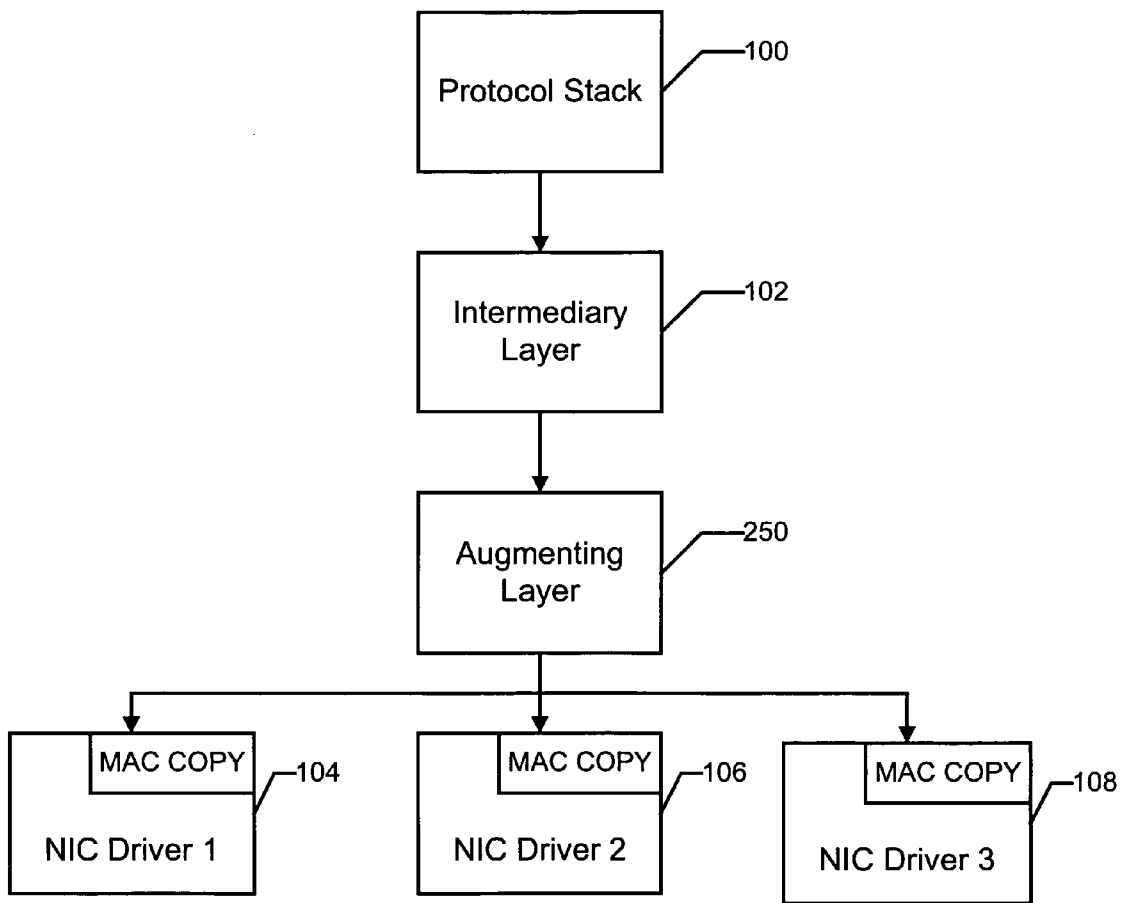 Protocol Stack
100
Intermediary
Layer
102
Augmenting
Layer
250
MAC COPY
NIC Driver 1
104
MAC COPY
NIC Driver 2
106
MAC COPY
NIC Driver 3
108